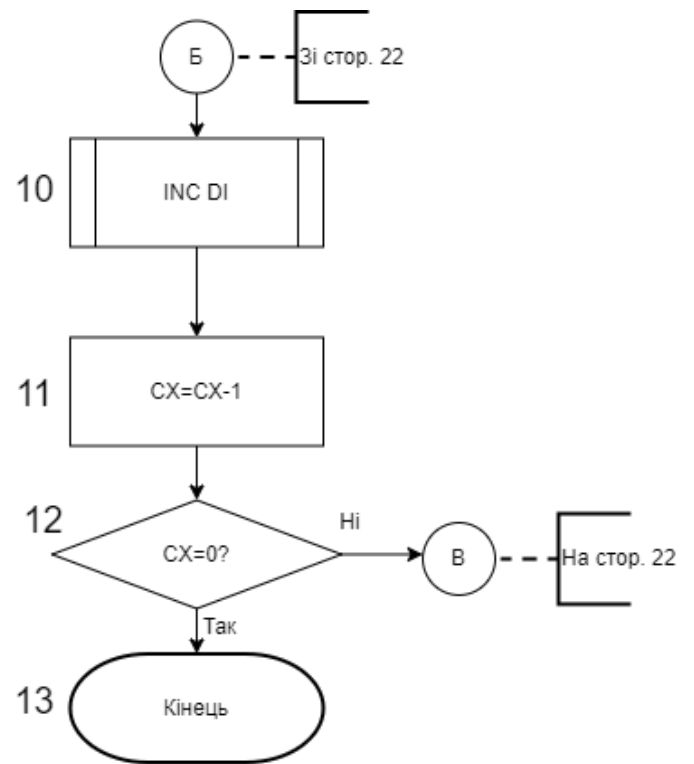 Б
Зі стор. 22
10
INC DI
11
CX=CX-1
12
Ні
CX=0?
В
На стор. 22
Так
13
Кінець